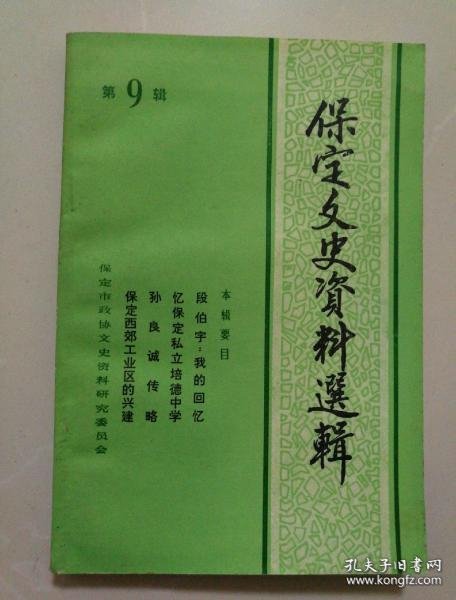 保定文史資料選輯
第9辑
本辑要目
段伯宇：我的回忆
忆保定私立培德中学
孙良诚传略
保定西郊工业区的兴建
保定市政协文史资料研究委员会
孔夫子旧书网
www.kongfz.com